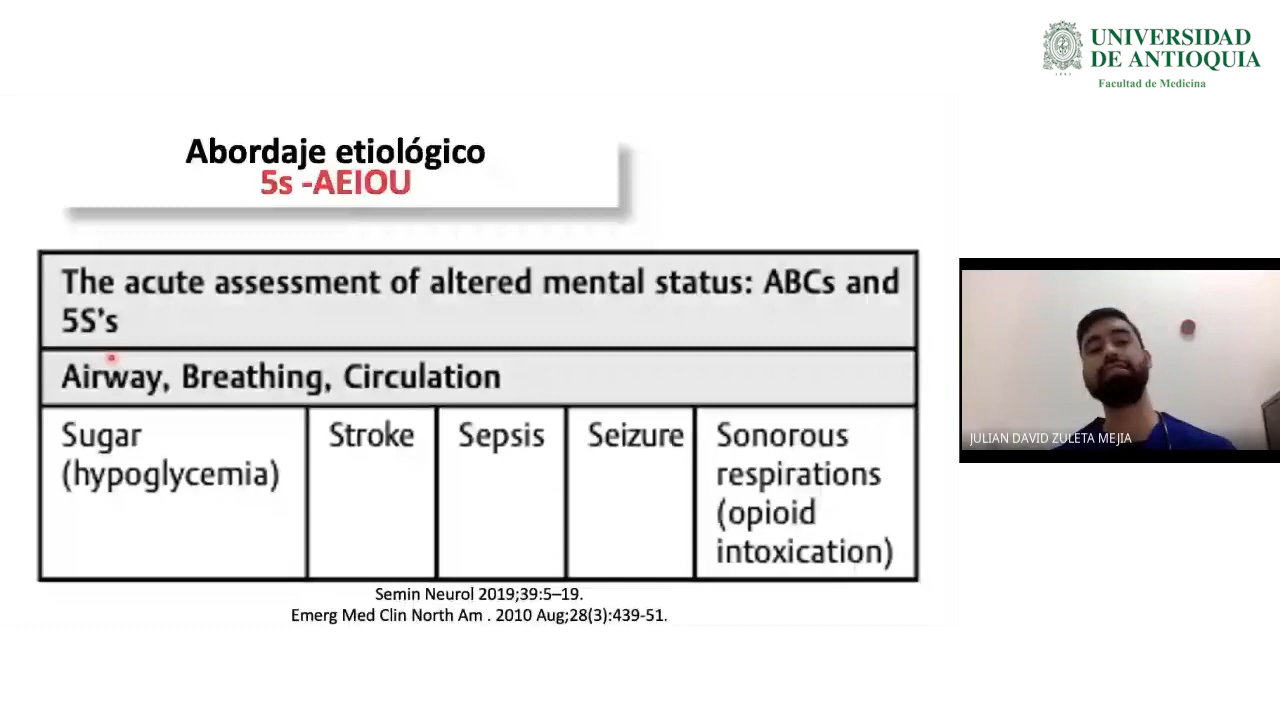 UNIVERSIDAD
DE ANTIOQUIA
Facultad de Medicina
Abordaje etiológico
5s -AEIOU
The acute assessment of altered mental status: ABCs and
5S's
Airway, Breathing, Circulation
Sugar
(hypoglycemia)
Stroke
Sepsis
Seizure
Sonorous
respirations
(opioid
intoxication)
Semin Neurol 2019;39:5–19.
Emerg Med Clin North Am . 2010 Aug;28(3):439-51.
JULIAN DAVID ZULETA MEJIA